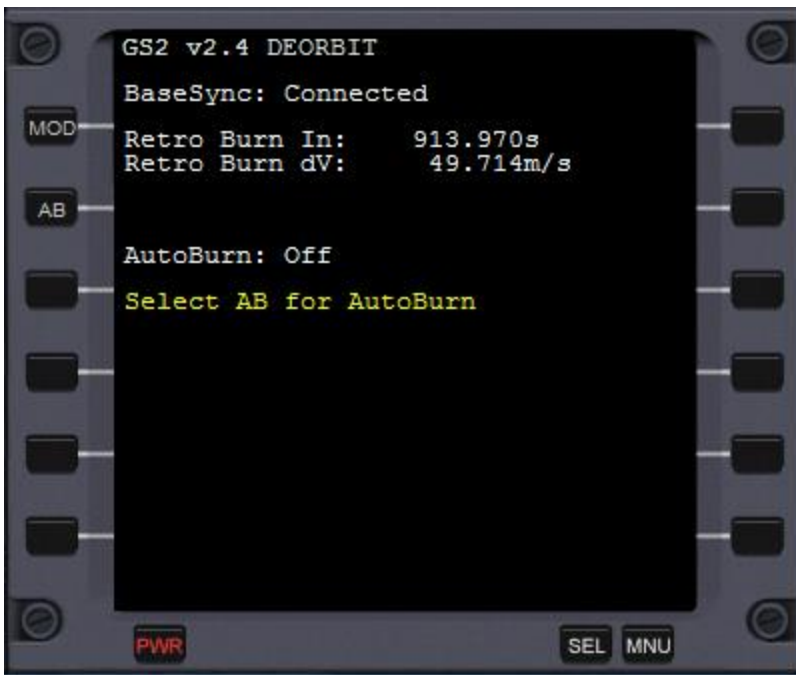 GS2 v2.4 DEORBIT
BaseSync: Connected
MOD
Retro Burn In: 913.970s
Retro Burn dV: 49.714m/s
AB
AutoBurn: Off
Select AB for AutoBurn
PWR
SEL MNU